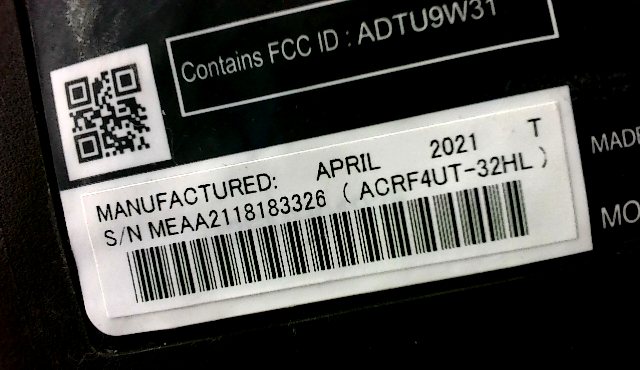 Contains FCC ID : ADTU9W31
MANUFACTURED: APRIL 2021 T
S/N MEAA2118183326 ( ACRF4UT-32HL )
MADE
MO